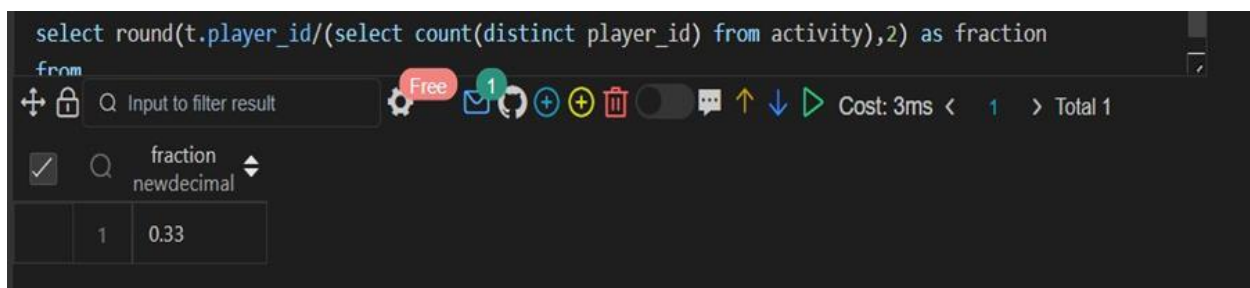 select round(t.player_id/(select count(distinct player_id) from activity),2) as fraction
from
Input to filter result Free 1 Cost: 3ms < 1 > Total 1
fraction
newdecimal
1 0.33